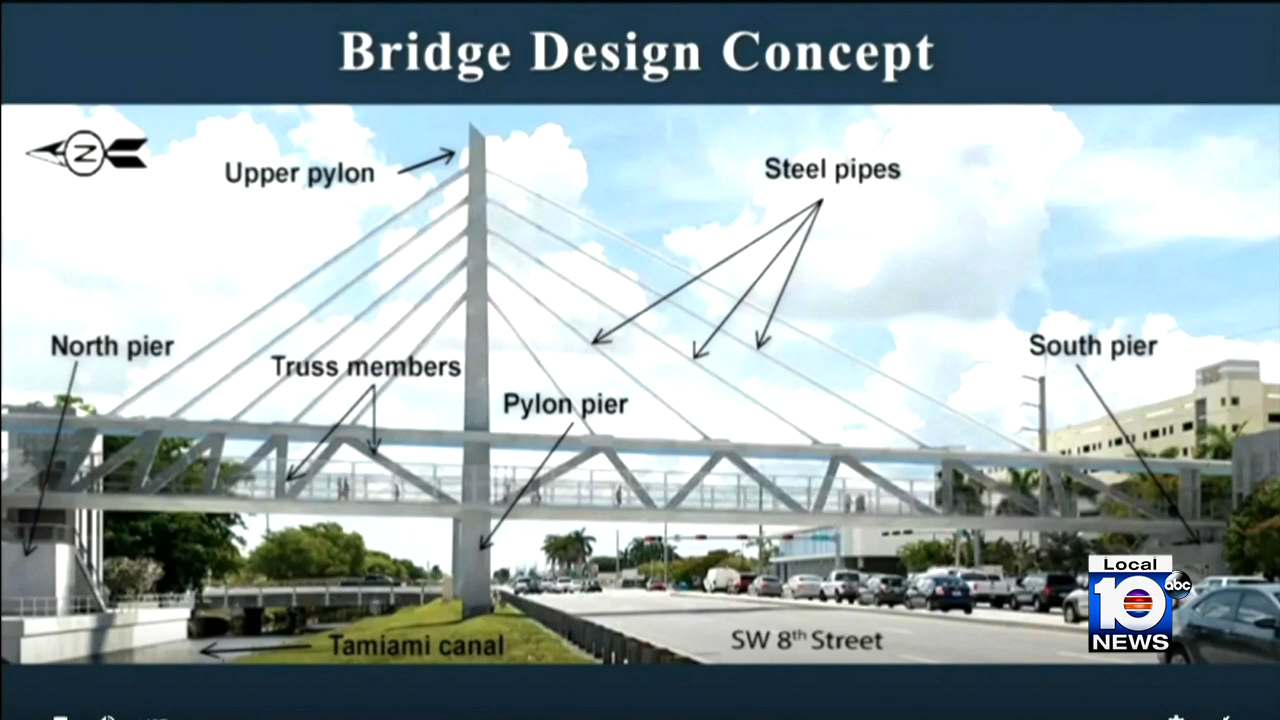 Bridge Design Concept
N
Upper pylon
Steel pipes
North pier
Truss members
Pylon pier
South pier
Tamiami canal
SW 8th Street
Local
10
abc
NEWS